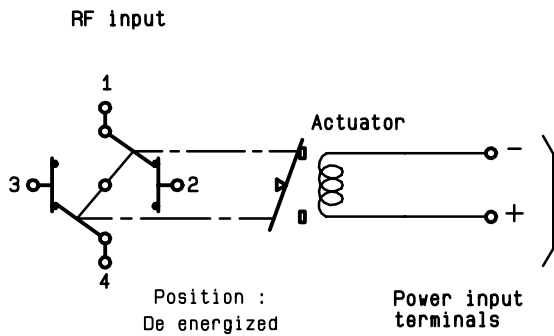 RF input
1
Actuator
-
3
2
+
4
Position :
De energized
Power input
terminals